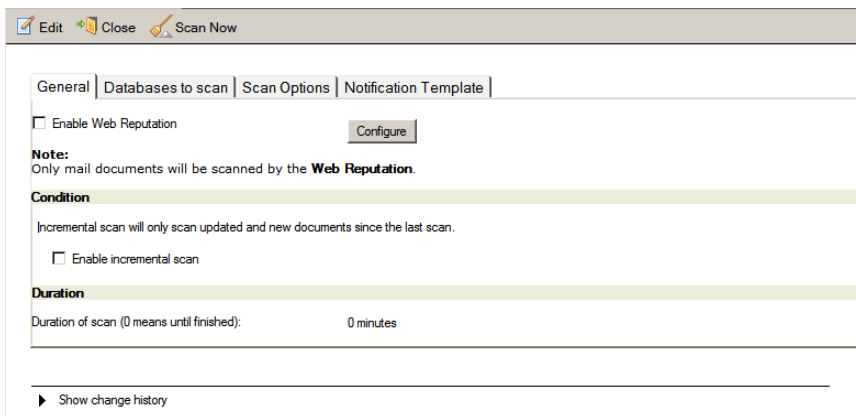 Edit Close Scan Now
General Databases to scan Scan Options Notification Template
Enable Web Reputation Configure
Note:
Only mail documents will be scanned by the Web Reputation.
Condition
Incremental scan will only scan updated and new documents since the last scan.
Enable incremental scan
Duration
Duration of scan (0 means until finished): 0 minutes
Show change history